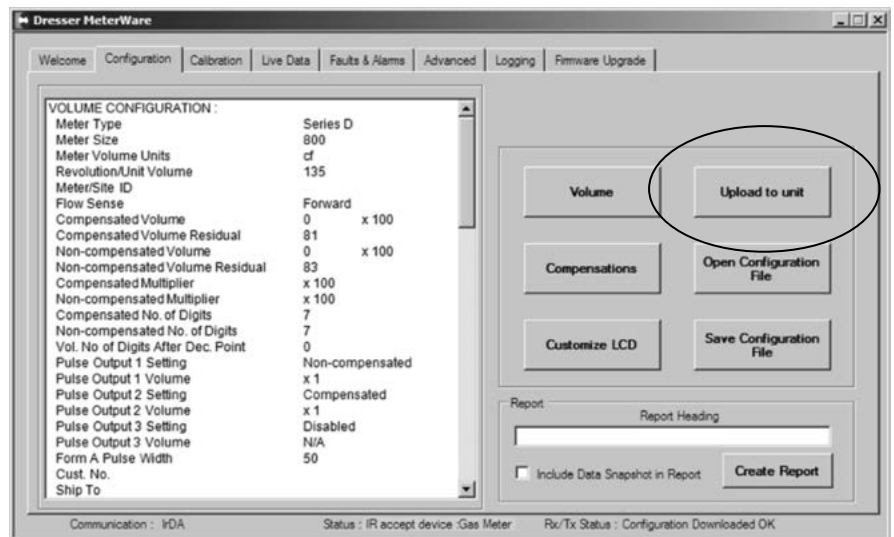 Dresser MeterWare
Welcome Configuration Calibration Live Data Faults & Alarms Advanced Logging Firmware Upgrade
VOLUME CONFIGURATION :
Meter Type Series D
Meter Size 800
Meter Volume Units cf
Revolution/Unit Volume 135
Meter/Site ID
Flow Sense Forward
Compensated Volume 0 x 100
Compensated Volume Residual 81
Non-compensated Volume 0 x 100
Non-compensated Volume Residual 83
Compensated Multiplier x 100
Non-compensated Multiplier x 100
Compensated No. of Digits 7
Non-compensated No. of Digits 7
Vol. No of Digits After Dec. Point 0
Pulse Output 1 Setting Non-compensated
Pulse Output 1 Volume x 1
Pulse Output 2 Setting Compensated
Pulse Output 2 Volume x 1
Pulse Output 3 Setting Disabled
Pulse Output 3 Volume N/A
Form A Pulse Width 50
Cust. No.
Ship To
Volume
Upload to unit
Compensations
Open Configuration
File
Customize LCD
Save Configuration
File
Report
Report Heading
Include Data Snapshot in Report
Create Report
Communication : IrDA Status : IR accept device :Gas Meter Rx/Tx Status : Configuration Downloaded OK